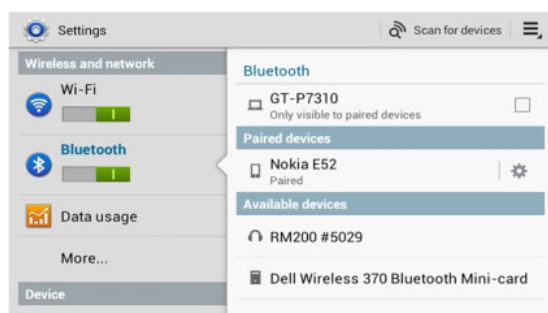 Settings
Scan for devices
Wireless and network
Wi-Fi
Bluetooth
Data usage
More...
Device
Bluetooth
GT-P7310
Only visible to paired devices
Paired devices
Nokia E52
Paired
Available devices
RM200 #5029
Dell Wireless 370 Bluetooth Mini-card